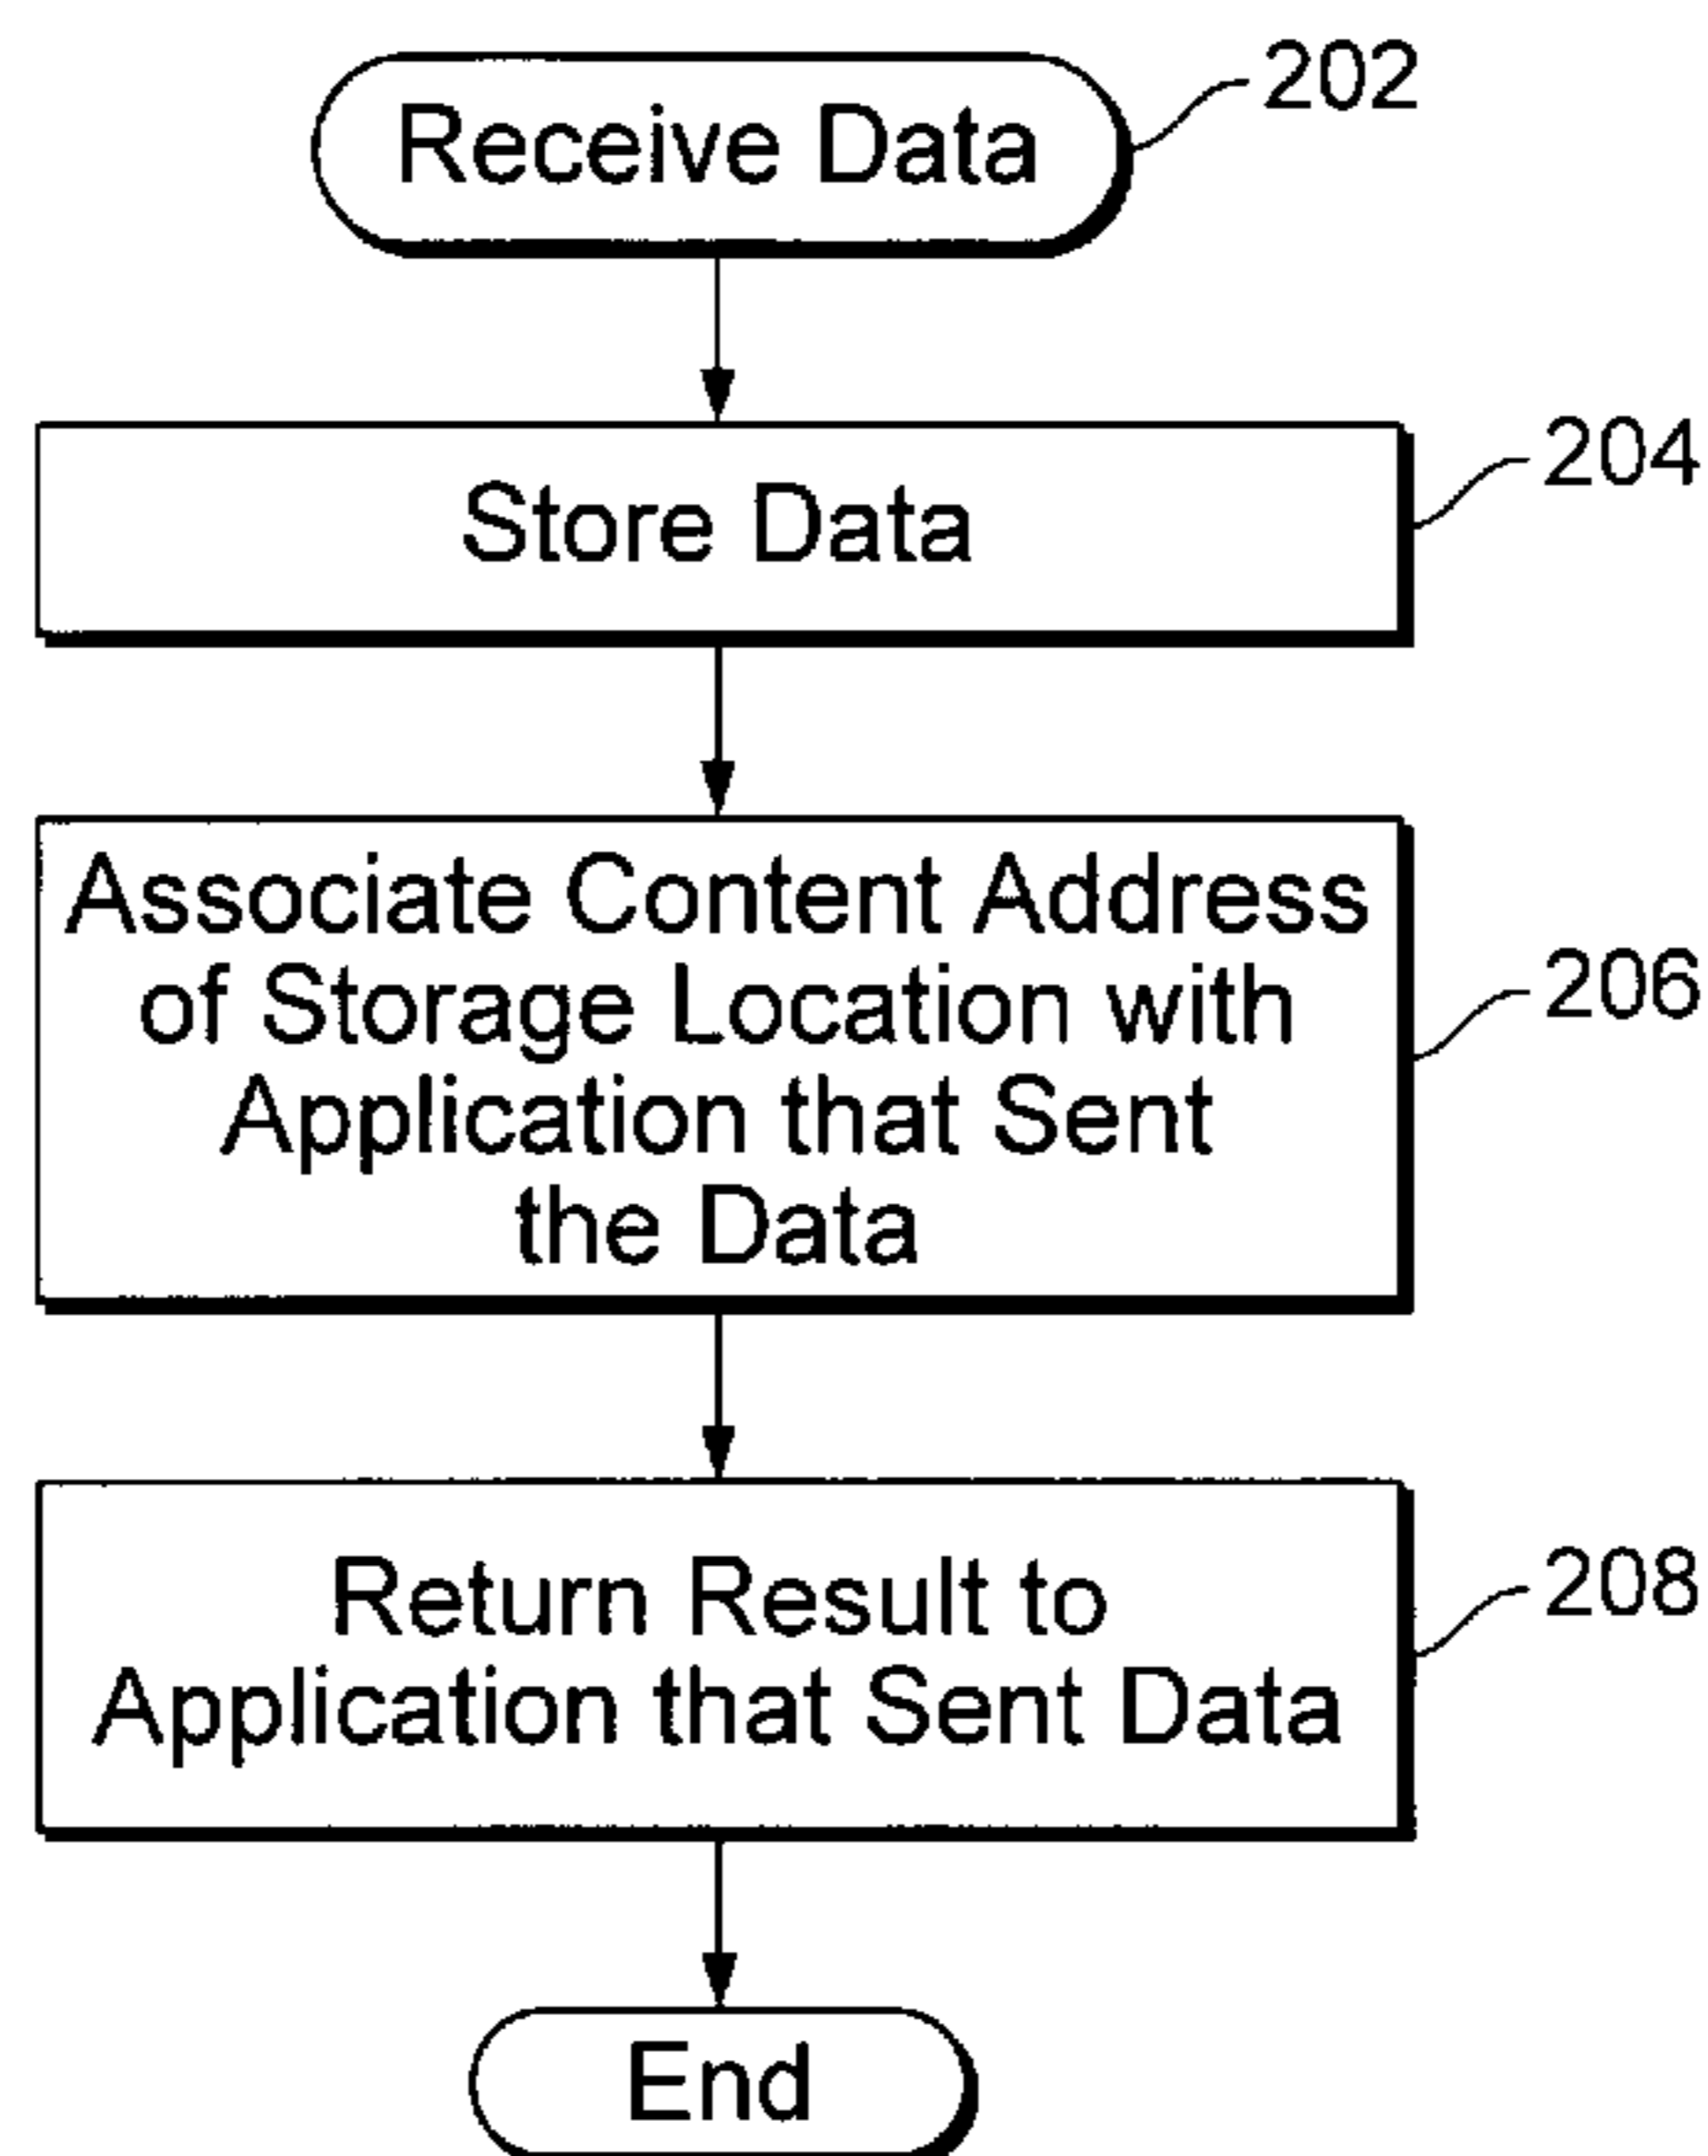 Receive Data
202
Store Data
204
Associate Content Address
of Storage Location with
Application that Sent
the Data
206
Return Result to
Application that Sent Data
208
End